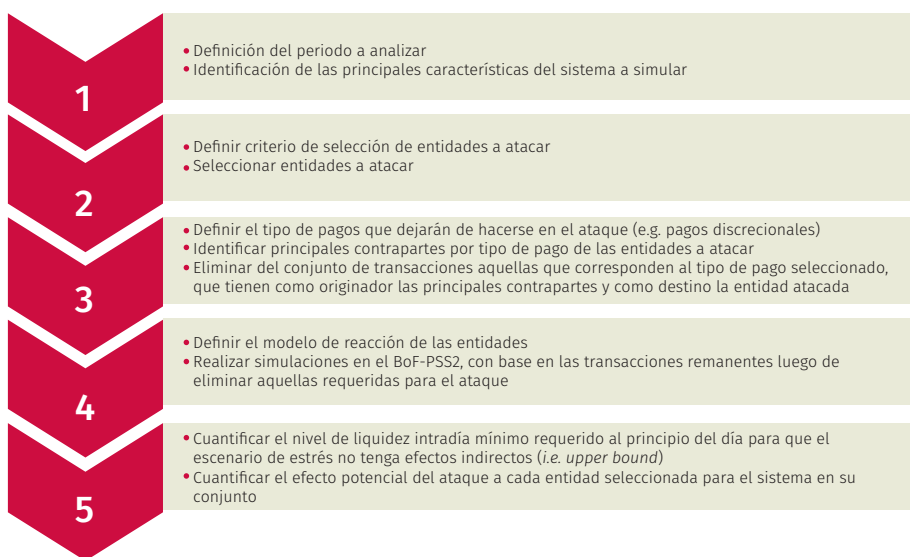 1
• Definición del periodo a analizar
• Identificación de las principales características del sistema a simular
2
• Definir criterio de selección de entidades a atacar
• Seleccionar entidades a atacar
3
• Definir el tipo de pagos que dejarán de hacerse en el ataque (e.g. pagos discrecionales)
• Identificar principales contrapartes por tipo de pago de las entidades a atacar
• Eliminar del conjunto de transacciones aquellas que corresponden al tipo de pago seleccionado,
que tienen como originador las principales contrapartes y como destino la entidad atacada
4
• Definir el modelo de reacción de las entidades
• Realizar simulaciones en el BoF-PSS2, con base en las transacciones remanentes luego de
eliminar aquellas requeridas para el ataque
5
• Cuantificar el nivel de liquidez intradía mínimo requerido al principio del día para que el
escenario de estrés no tenga efectos indirectos (i.e. upper bound)
• Cuantificar el efecto potencial del ataque a cada entidad seleccionada para el sistema en su
conjunto